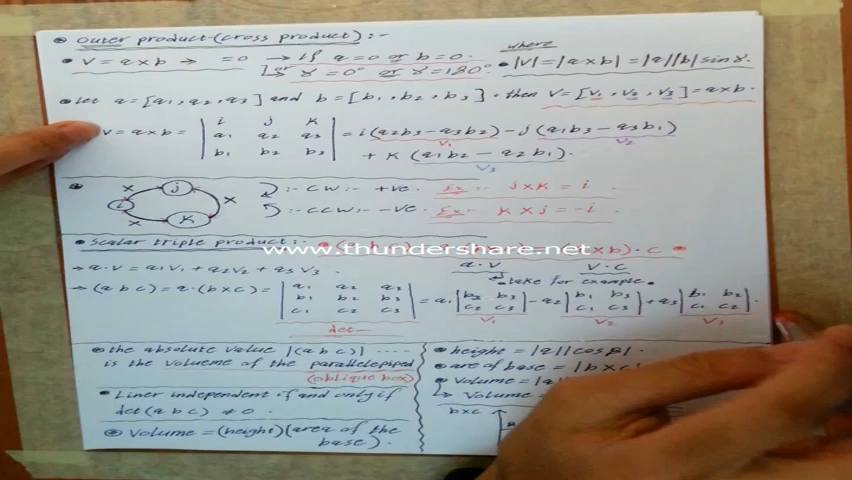 Outer product (cross product) :-
V = a × b ⇒ = 0 → if a = 0 or b = 0.
or γ = 0° or γ = 180°
where
|V| = |a × b| = |a||b| sin γ.
Let a = [a1, a2, a3] and b = [b1, b2, b3]. then V = [V1, V2, V3] = a × b.
V = a × b = | i j k | = i(a2b3 - a3b2) - j(a1b3 - a3b1)
a1 a2 a3
b1 b2 b3
V1 V2
+ k(a1b2 - a2b1).
V3
i j k × × ×
:- CW :- +ve. Ex :- j × k = i
:- CCW :- -ve. Ex :- k × j = -i
Scalar triple product :-
× b) · c
www.thundershare.net
a · V V · c
take for example.
→ a · V = a1V1 + a2V2 + a3V3.
→ (a b c) = a · (b × c) = | a1 a2 a3 | = a1 | b2 b3 | - a2 | b1 b3 | + a3 | b1 b2 |.
b1 b2 b3
c1 c2 c3 c2 c3 c1 c3 c1 c2
det V1 V2 V3
the absolute value |(a b c)| ....
is the volueme of the parallelepiped
(oblique box)
Liner independent if and only if
det (a b c) ≠ 0.
Volume = (height)(area of the
base).
height = |a||cos β|.
are of base = |b × c|
Volume = |a|
Volume =
b × c